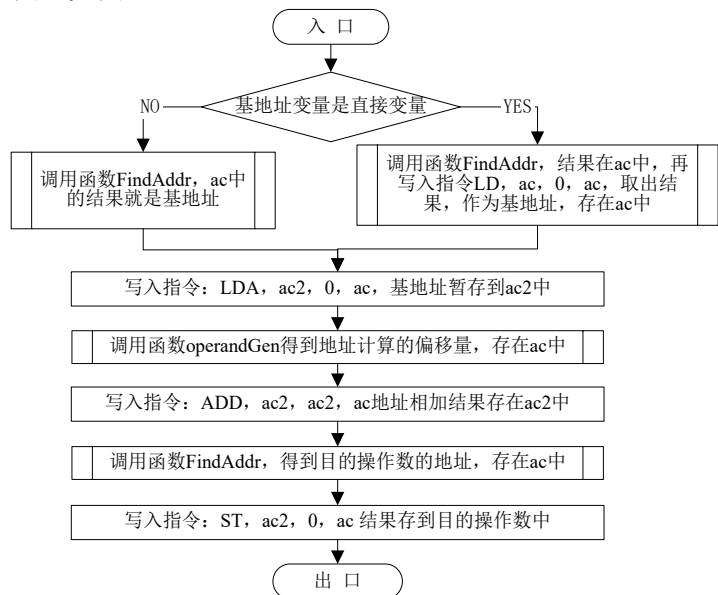 入 口
基地址变量是直接变量
NO
YES
调用函数FindAddr，ac中
的结果就是基地址
调用函数FindAddr，结果在ac中，再
写入指令LD，ac，0，ac，取出结
果，作为基地址，存在ac中
写入指令：LDA，ac2，0，ac，基地址暂存到ac2中
调用函数operandGen得到地址计算的偏移量，存在ac中
写入指令：ADD，ac2，ac2，ac地址相加结果存在ac2中
调用函数FindAddr，得到目的操作数的地址，存在ac中
写入指令：ST，ac2，0，ac 结果存到目的操作数中
出 口